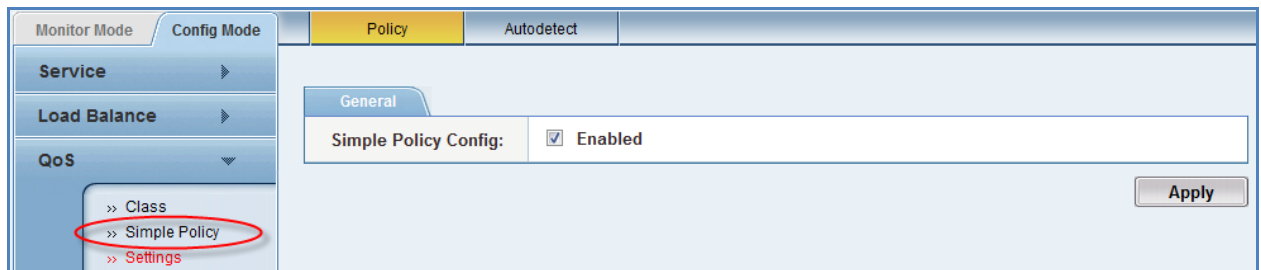 Monitor Mode Config Mode Policy Autodetect
Service
General
Load Balance
Simple Policy Config: Enabled
QoS
Apply
» Class
» Simple Policy
» Settings